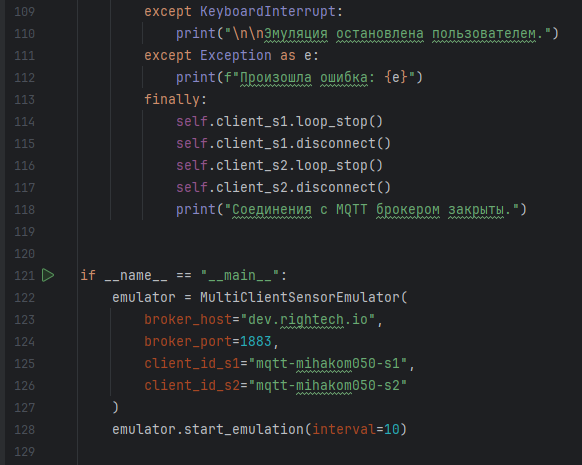 109 except KeyboardInterrupt:
110 print("\n\nЭмуляция остановлена пользователем.")
111 except Exception as e:
112 print(f"Произошла ошибка: {e}")
113 finally:
114 self.client_s1.loop_stop()
115 self.client_s1.disconnect()
116 self.client_s2.loop_stop()
117 self.client_s2.disconnect()
118 print("Соединения с MQTT брокером закрыты.")
119
120
121 if __name__ == "__main__":
122 emulator = MultiClientSensorEmulator(
123 broker_host="dev.rightech.io",
124 broker_port=1883,
125 client_id_s1="mqtt-mihakom050-s1",
126 client_id_s2="mqtt-mihakom050-s2"
127 )
128 emulator.start_emulation(interval=10)
129